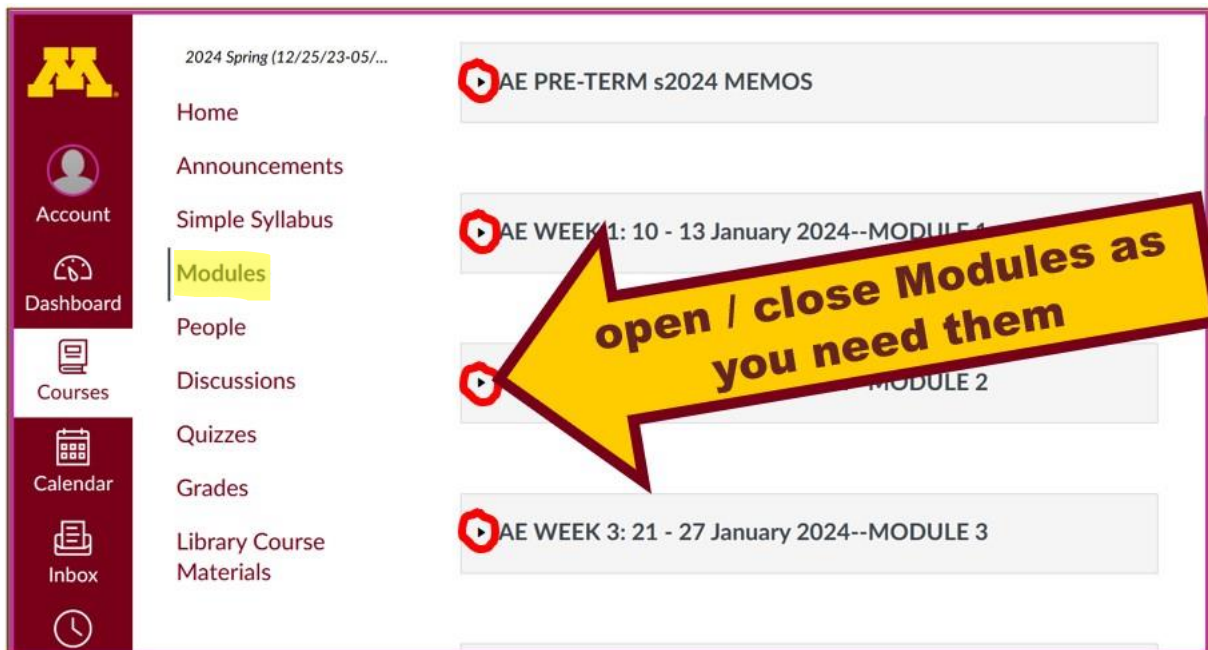 2024 Spring (12/25/23-05/...
Home
Announcements
Simple Syllabus
Modules
People
Discussions
Quizzes
Grades
Library Course
Materials
Account
Dashboard
Courses
Calendar
Inbox
AE PRE-TERM s2024 MEMOS
AE WEEK 1: 10 - 13 January 2024--MODULE 1
open / close Modules as
you need them
MODULE 2
AE WEEK 3: 21 - 27 January 2024--MODULE 3